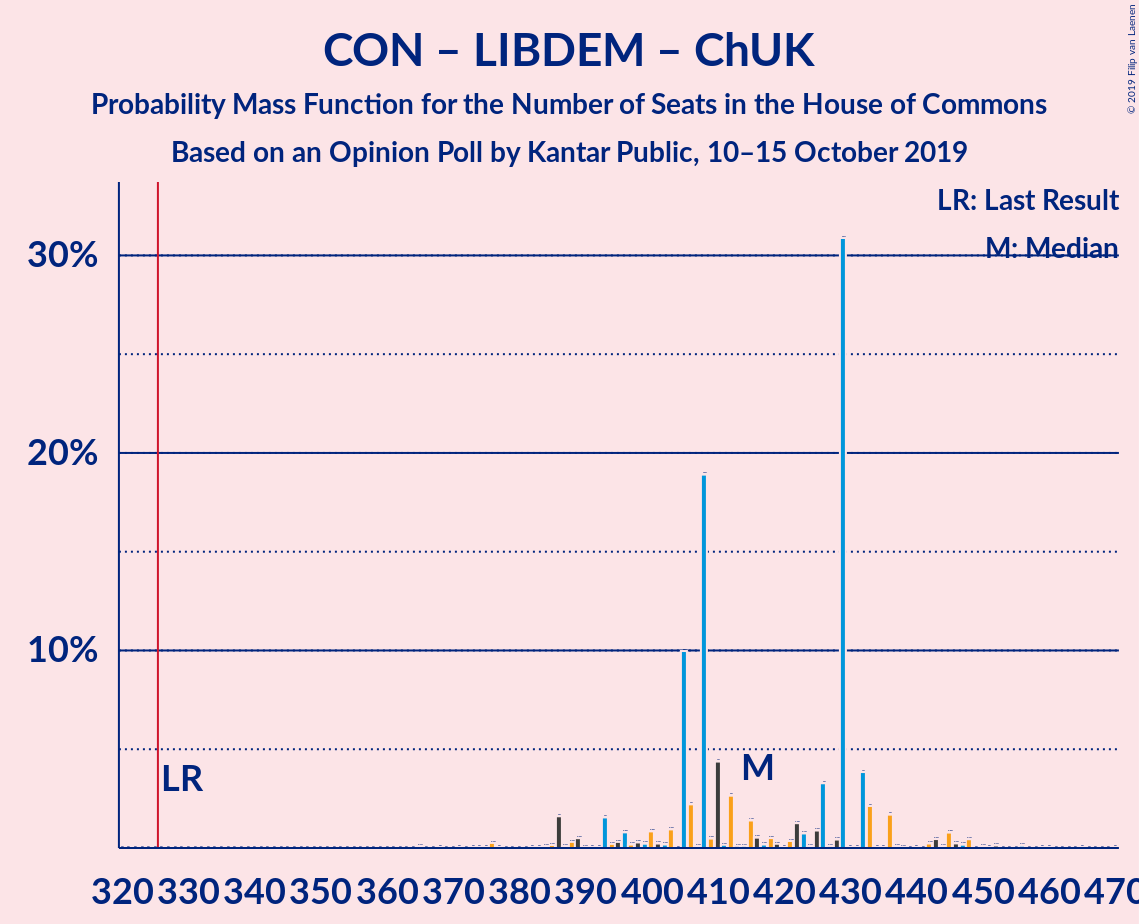 CON – LIBDEM – ChUK
Probability Mass Function for the Number of Seats in the House of Commons
Based on an Opinion Poll by Kantar Public, 10–15 October 2019
© 2019 Filip van Laenen
LR: Last Result
M: Median
30%
20%
10%
LR
M
320 330 340 350 360 370 380 390 400 410 420 430 440 450 460 470